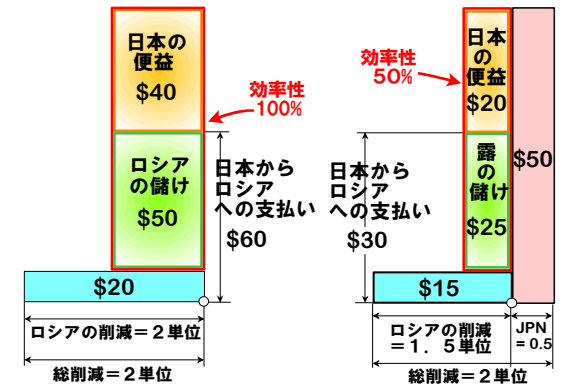 日本の
便益
$40
効率性
100%
ロシア
の儲け
$50
日本から
ロシア
への支払い
$60
$20
ロシアの削減＝２単位
総削減＝２単位
日本
の
便益
$20
効率性
50%
露
の
儲け
$25
$50
日本から
ロシア
への支払い
$30
$15
ロシアの削減
＝１．５単位
JPN
= 0.5
総削減＝２単位